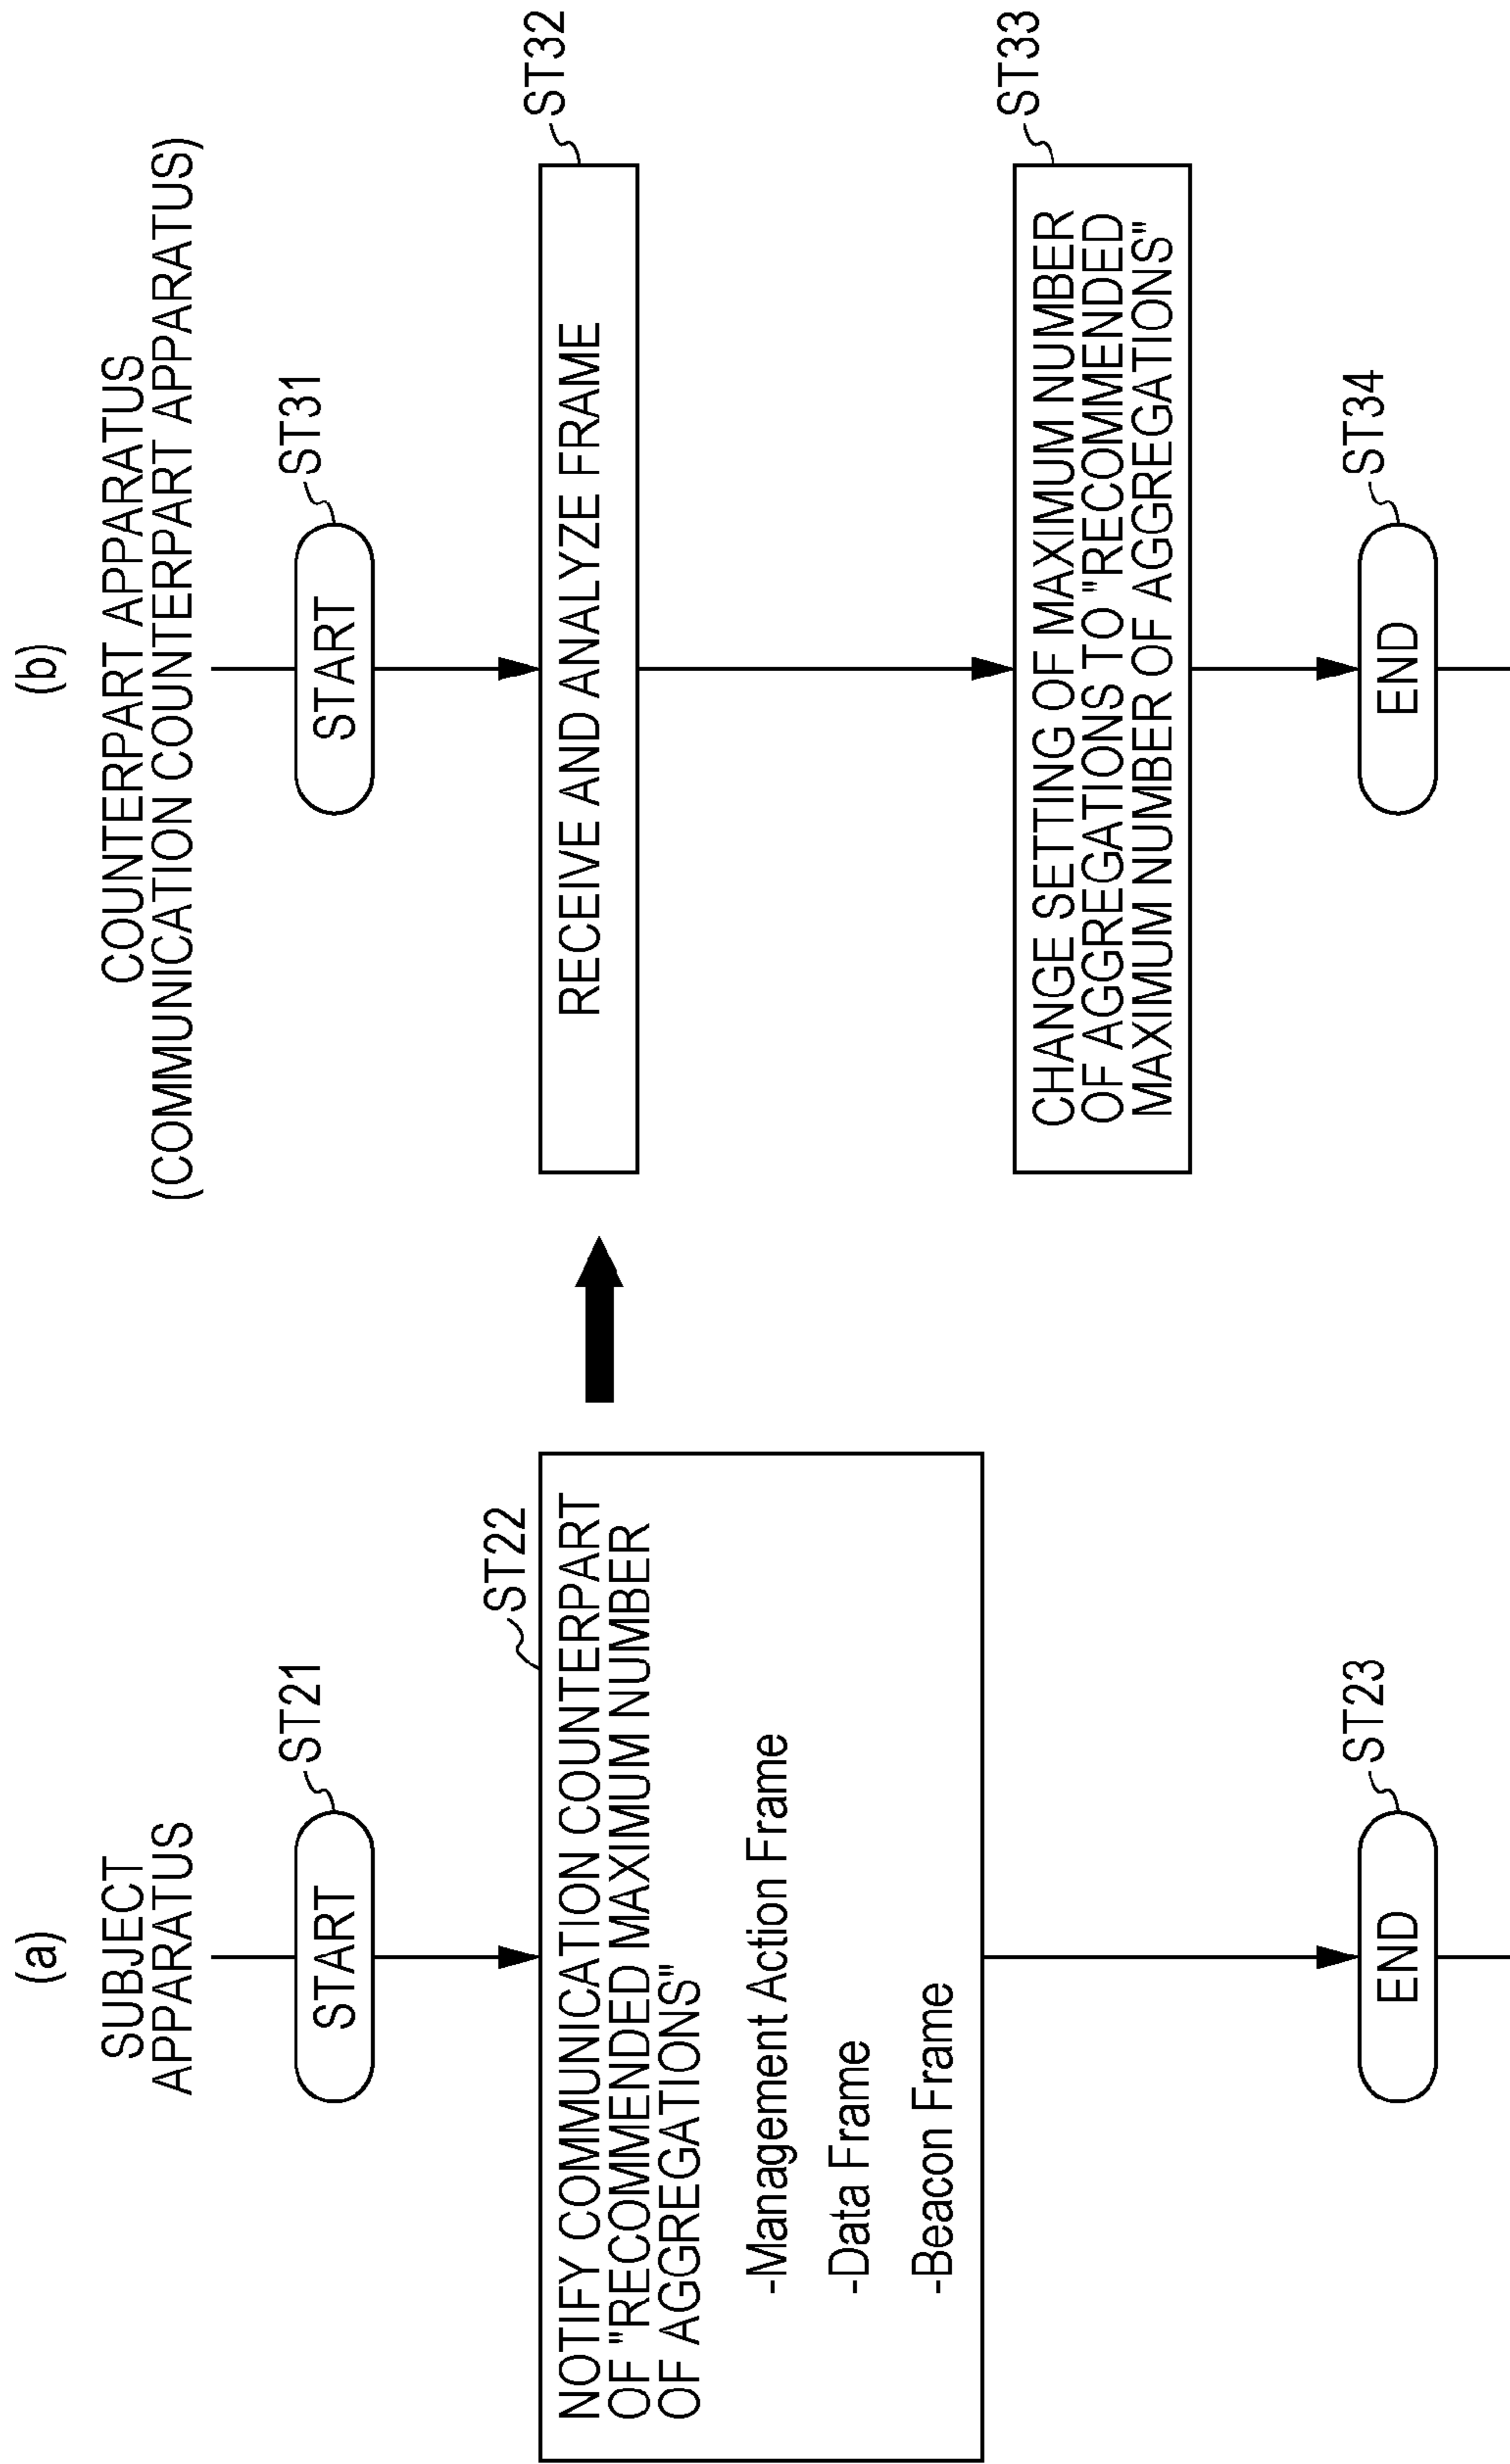 (a)
SUBJECT
APPARATUS
START
ST21
ST22
NOTIFY COMMUNICATION COUNTERPART
OF "RECOMMENDED MAXIMUM NUMBER
OF AGGREGATIONS"
-Management Action Frame
-Data Frame
-Beacon Frame
END
ST23
(b)
COUNTERPART APPARATUS
(COMMUNICATION COUNTERPART APPARATUS)
START
ST31
RECEIVE AND ANALYZE FRAME
ST32
CHANGE SETTING OF MAXIMUM NUMBER
OF AGGREGATIONS TO "RECOMMENDED
MAXIMUM NUMBER OF AGGREGATIONS"
ST33
END
ST34